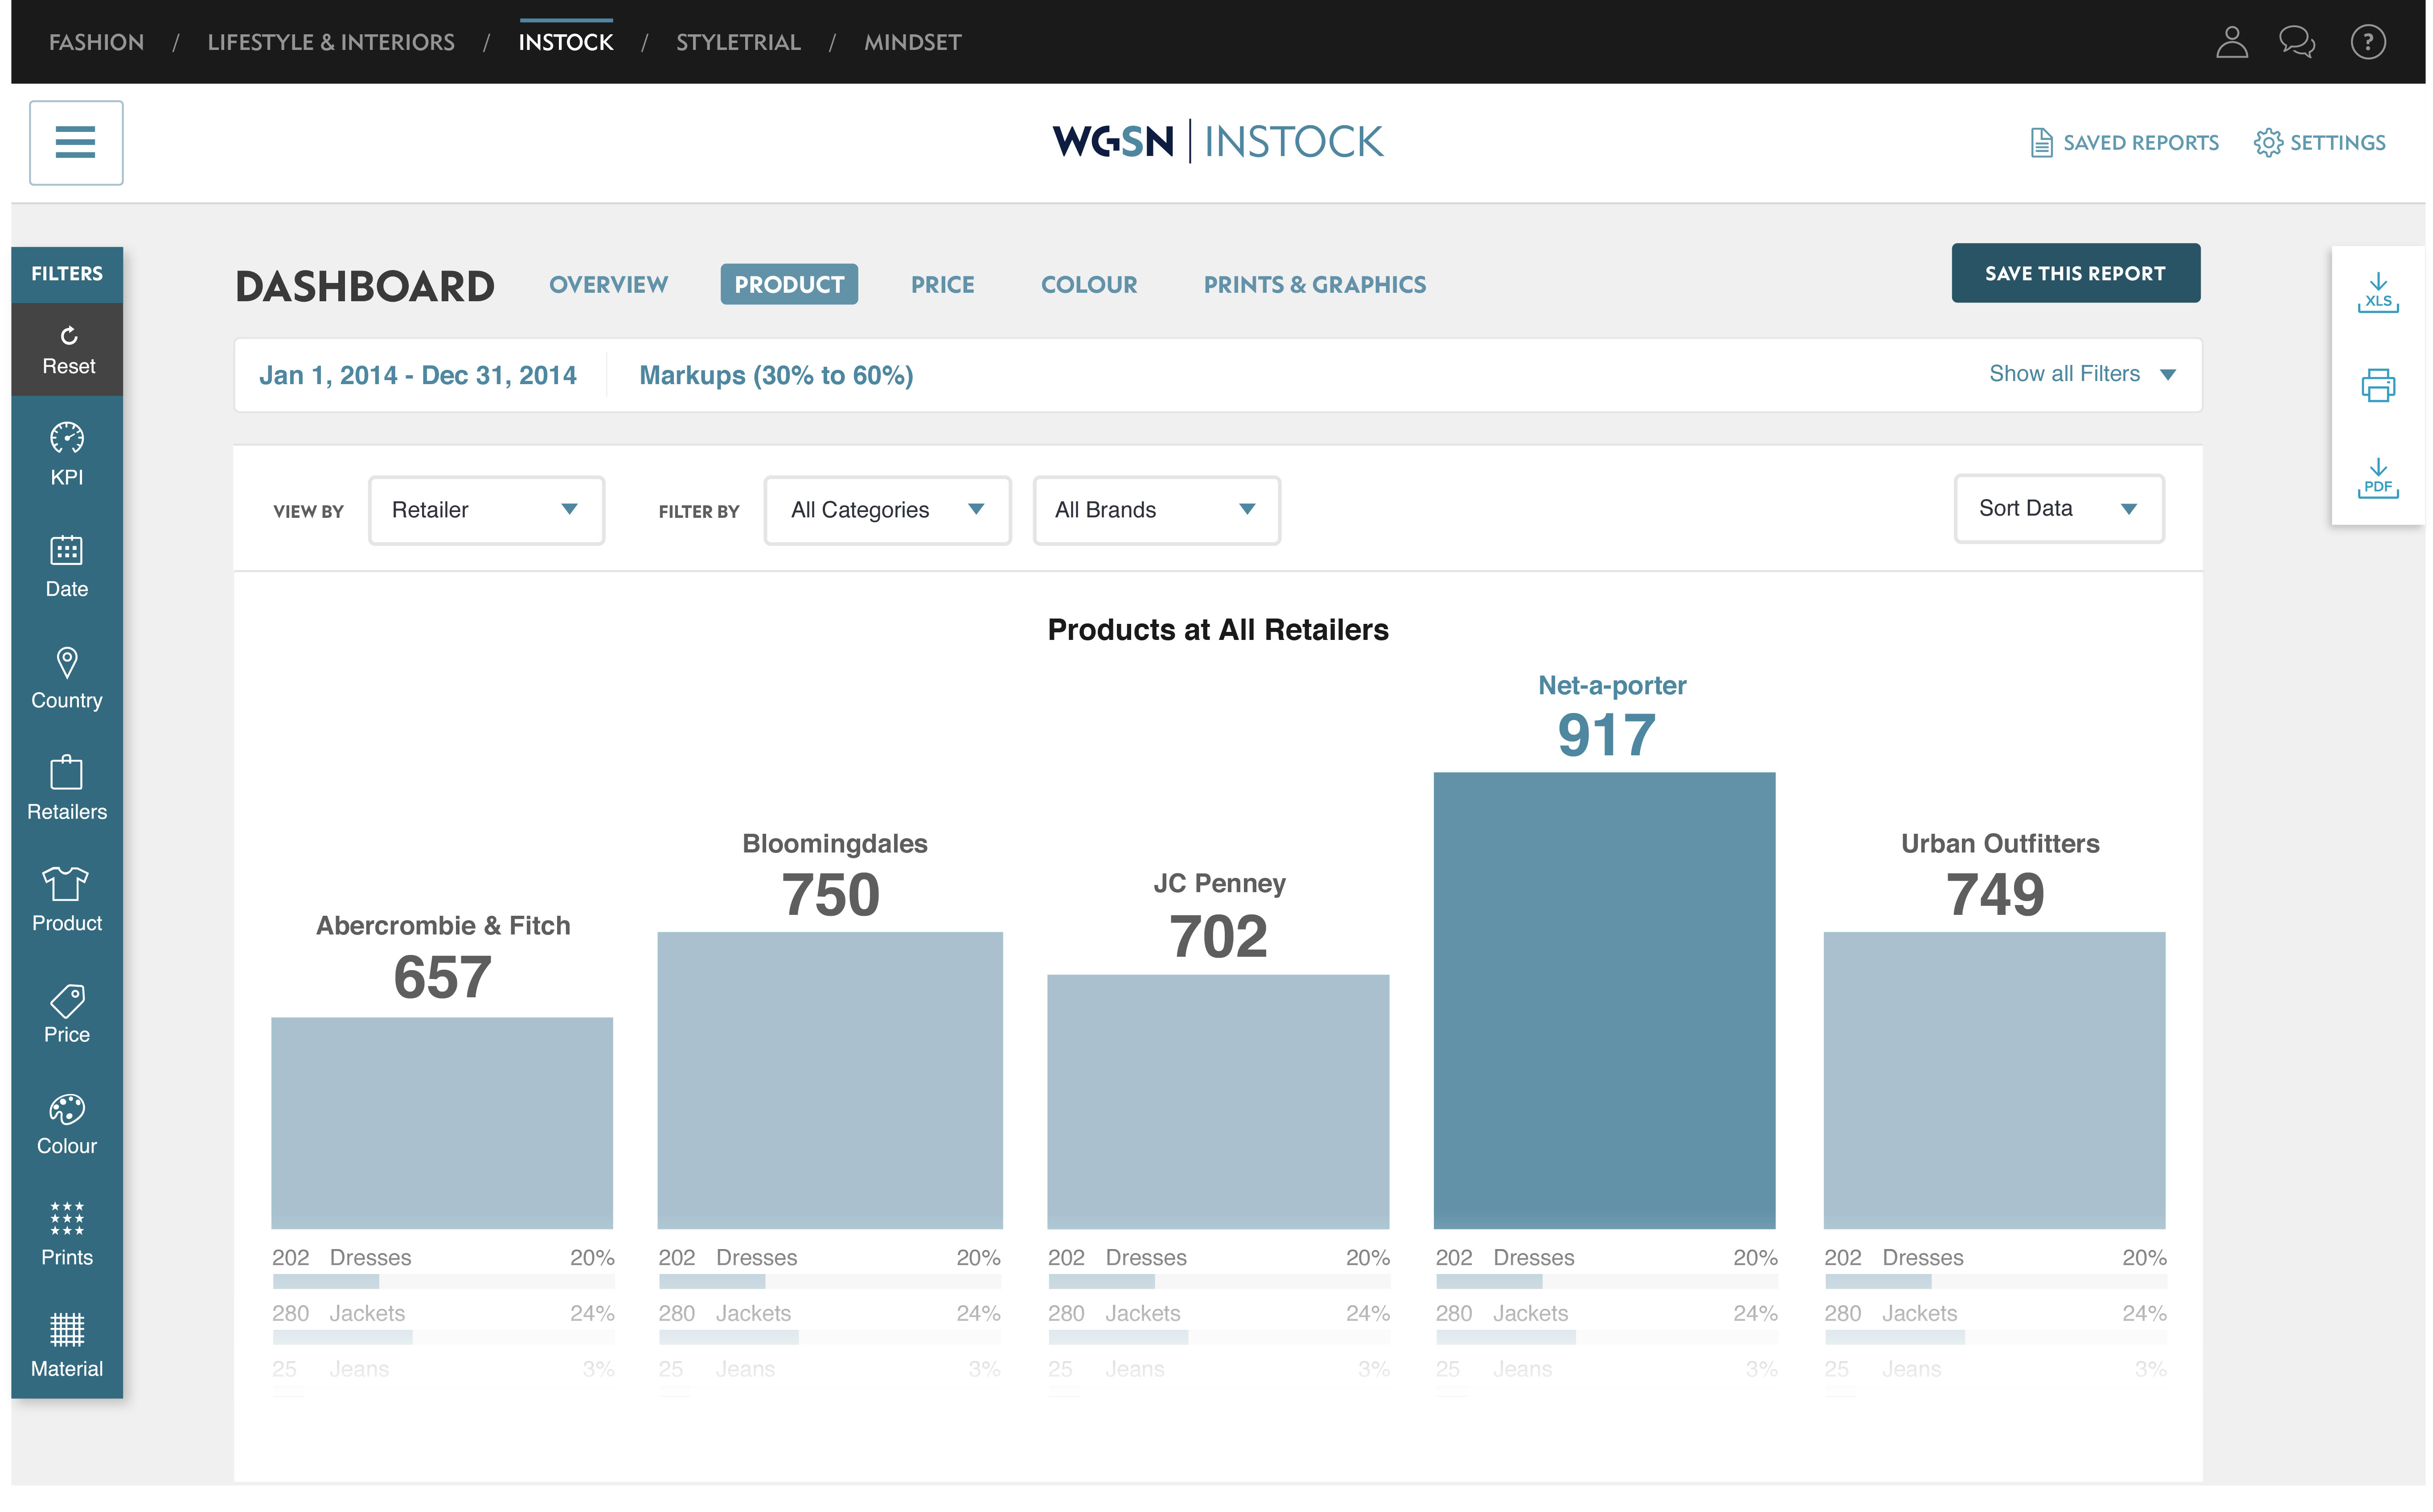 FASHION / LIFESTYLE & INTERIORS / INSTOCK / STYLETRIAL / MINDSET ?
WGSN | INSTOCK
SAVED REPORTS SETTINGS
FILTERS
Reset
KPI
Date
Country
Retailers
Product
Price
Colour
Prints
Material
DASHBOARD OVERVIEW PRODUCT PRICE COLOUR PRINTS & GRAPHICS
SAVE THIS REPORT
XLS
PDF
Jan 1, 2014 - Dec 31, 2014 Markups (30% to 60%) Show all Filters
VIEW BY Retailer FILTER BY All Categories All Brands Sort Data
Products at All Retailers
Abercrombie & Fitch
657
Bloomingdales
750
JC Penney
702
Net-a-porter
917
Urban Outfitters
749
202 Dresses 20% 202 Dresses 20% 202 Dresses 20% 202 Dresses 20% 202 Dresses 20%
280 Jackets 24% 280 Jackets 24% 280 Jackets 24% 280 Jackets 24% 280 Jackets 24%
25 Jeans 3% 25 Jeans 3% 25 Jeans 3% 25 Jeans 3% 25 Jeans 3%